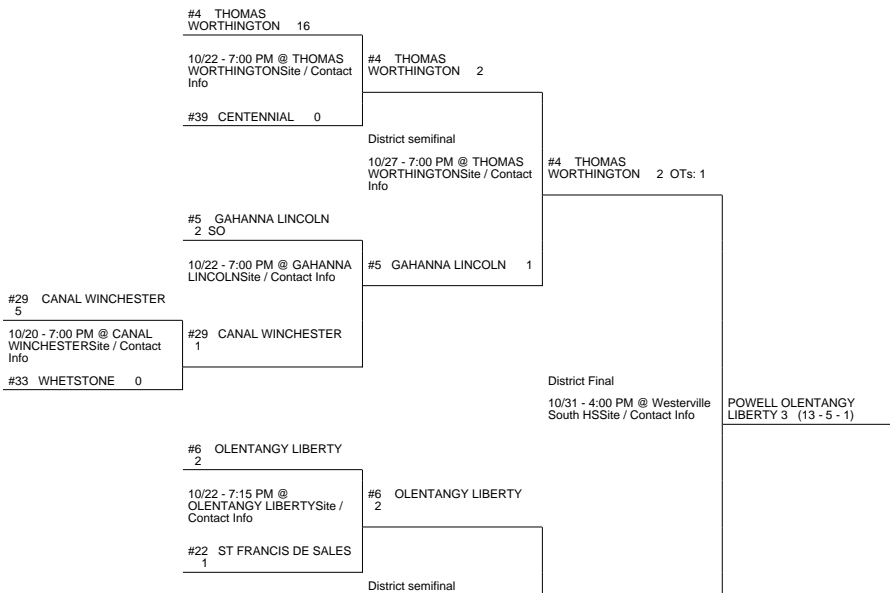 #4 THOMAS
WORTHINGTON 16
10/22 - 7:00 PM @ THOMAS
WORTHINGTONSite / Contact
Info
#39 CENTENNIAL 0
#4 THOMAS
WORTHINGTON 2
District semifinal
10/27 - 7:00 PM @ THOMAS
WORTHINGTONSite / Contact
Info
#4 THOMAS
WORTHINGTON 2 OTs: 1
#5 GAHANNA LINCOLN
2 SO
10/22 - 7:00 PM @ GAHANNA
LINCOLNSite / Contact Info
#5 GAHANNA LINCOLN 1
#29 CANAL WINCHESTER
5
10/20 - 7:00 PM @ CANAL
WINCHESTERSite / Contact
Info
#33 WHETSTONE 0
#29 CANAL WINCHESTER
1
District Final
10/31 - 4:00 PM @ Westerville
South HSSite / Contact Info
POWELL OLENTANGY
LIBERTY 3 (13 - 5 - 1)
#6 OLENTANGY LIBERTY
2
10/22 - 7:15 PM @
OLENTANGY LIBERTYSite /
Contact Info
#6 OLENTANGY LIBERTY
2
#22 ST FRANCIS DE SALES
1
District semifinal